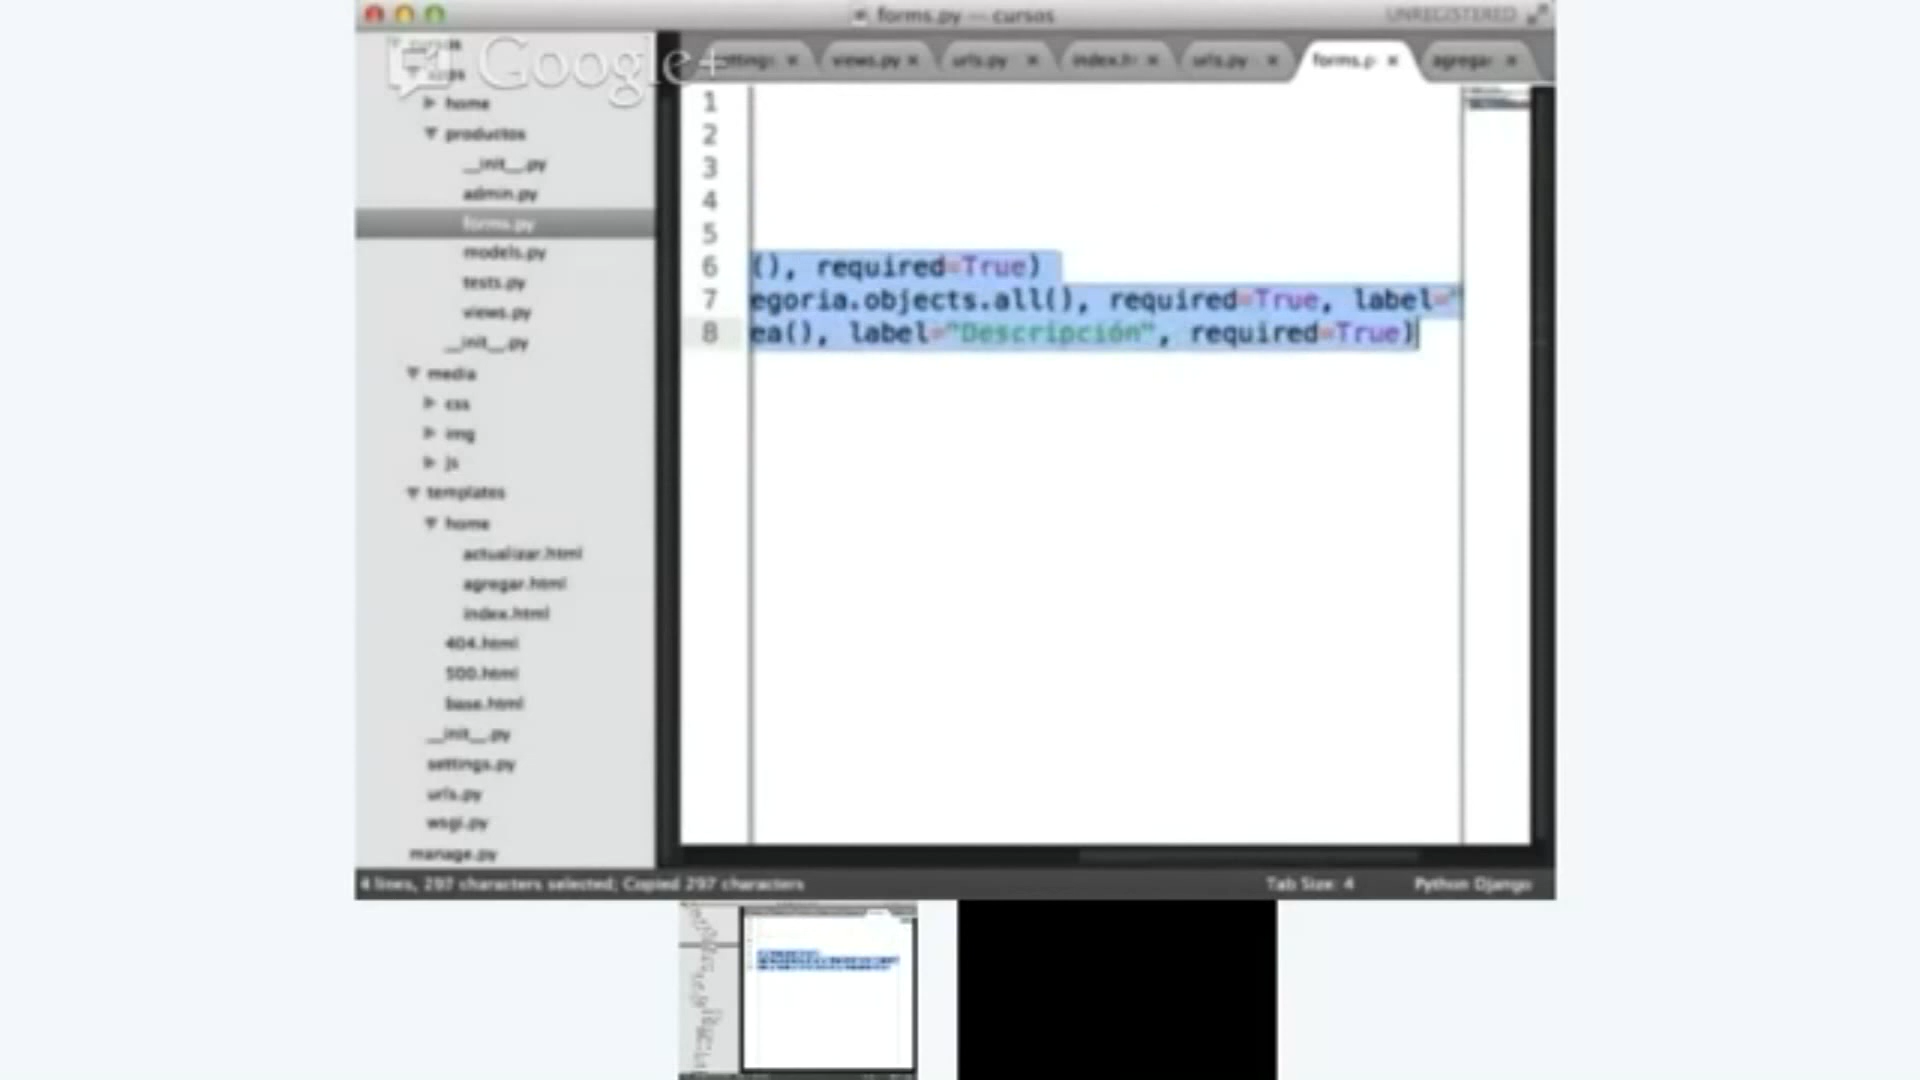 forms.py — cursos
UNREGISTERED
Google+
views.py
urls.py
index.h
urls.py
forms.p
agregar
home
productos
__init__.py
admin.py
forms.py
models.py
tests.py
views.py
__init__.py
media
css
img
js
templates
home
actualizar.html
agregar.html
index.html
404.html
500.html
base.html
__init__.py
settings.py
urls.py
wsgi.py
manage.py
1
2
3
4
5
6 (), required=True)
7 egoria.objects.all(), required=True, label="
8 ea(), label="Descripción", required=True)
4 lines, 297 characters selected; Copied 297 characters
Tab Size: 4
Python Django